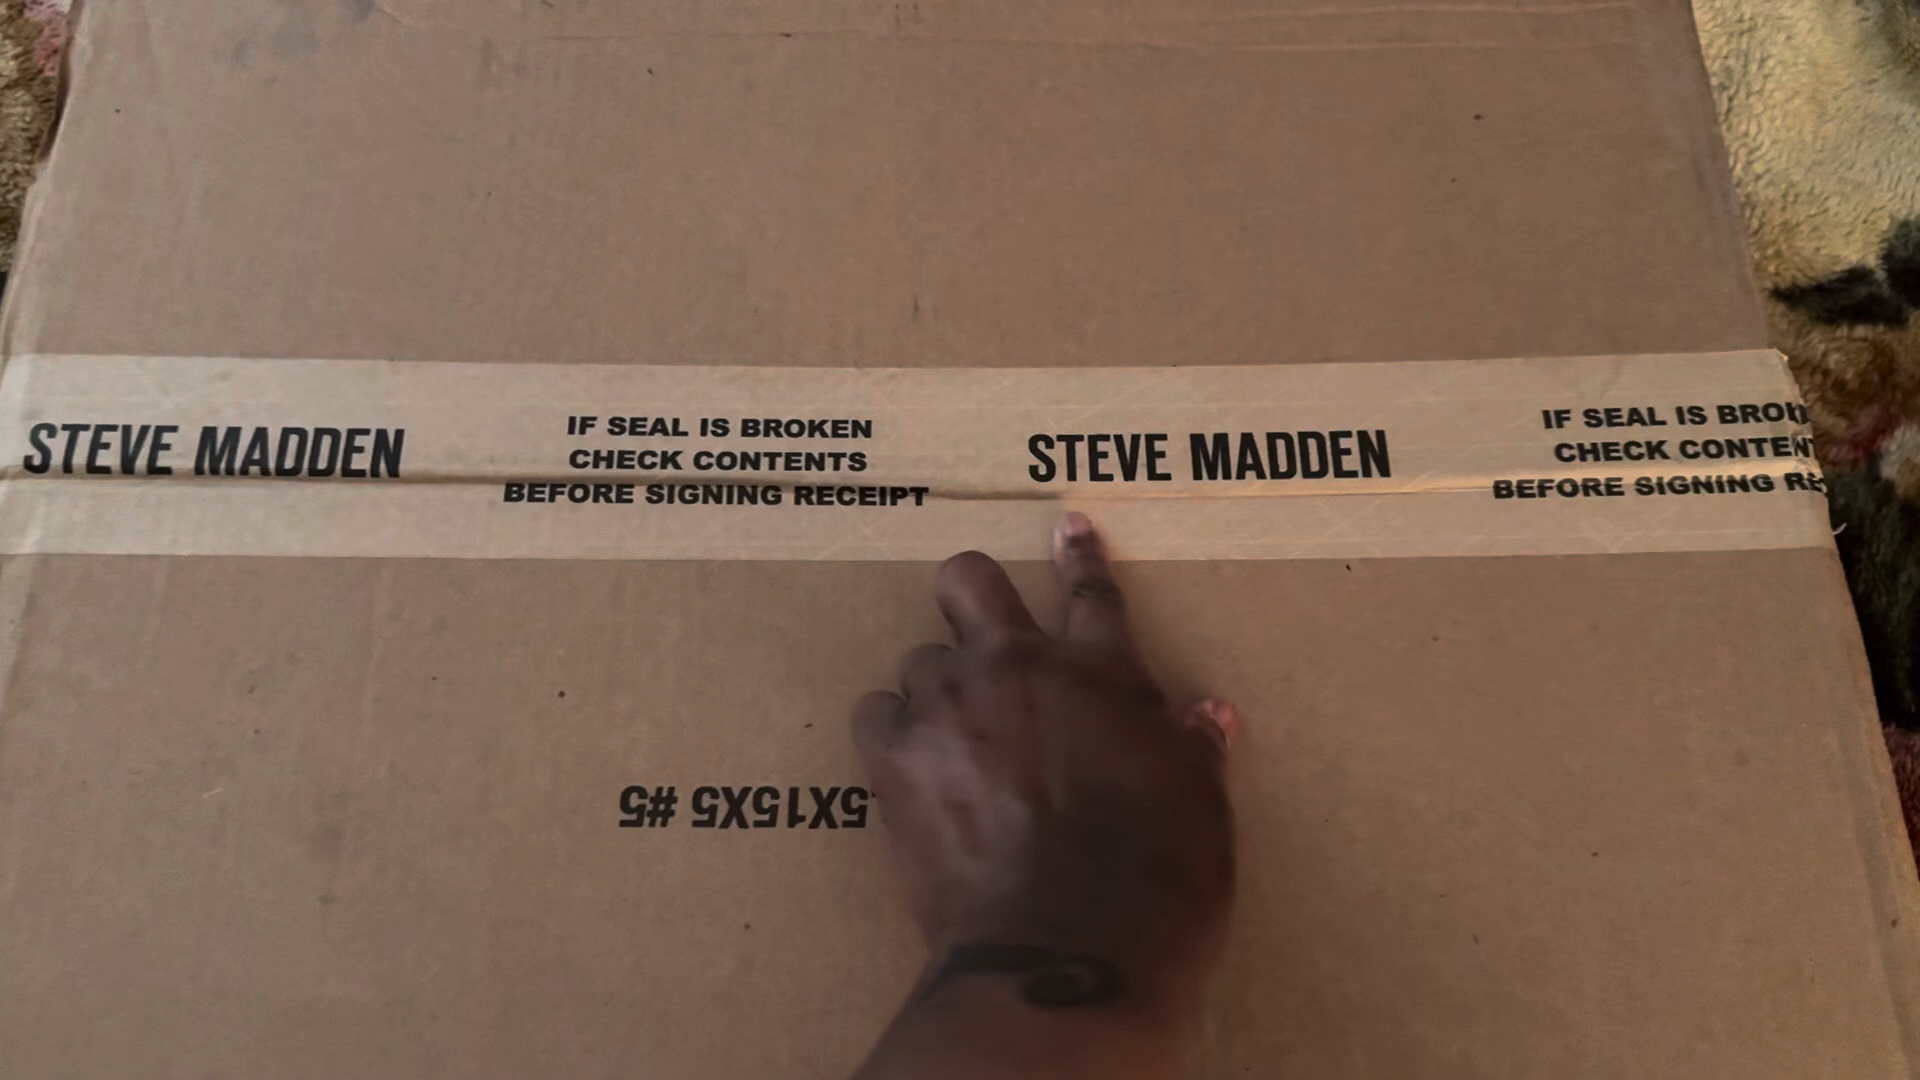 STEVE MADDEN
IF SEAL IS BROKEN
CHECK CONTENTS
BEFORE SIGNING RECEIPT
STEVE MADDEN
IF SEAL IS
CHECK
BEFORE SIGNING
5X15X5 #5